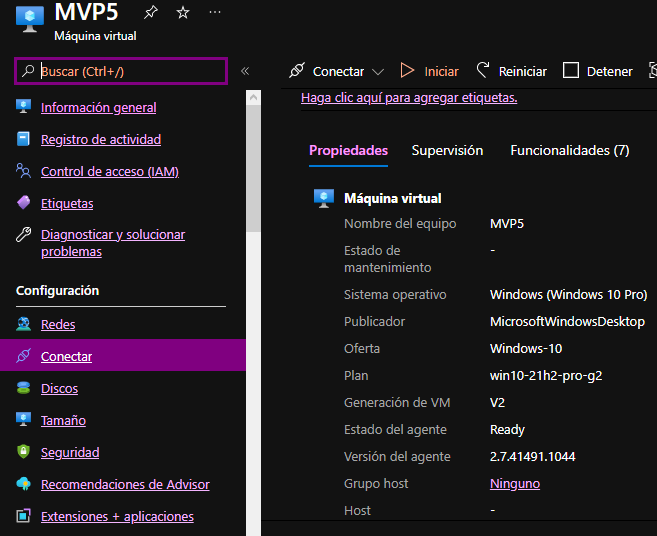 MVP5
Máquina virtual
Buscar (Ctrl+/)
Información general
Registro de actividad
Control de acceso (IAM)
Etiquetas
Diagnosticar y solucionar
problemas
Configuración
Redes
Conectar
Discos
Tamaño
Seguridad
Recomendaciones de Advisor
Extensiones + aplicaciones
Conectar Iniciar Reiniciar Detener
Haga clic aquí para agregar etiquetas.
Propiedades Supervisión Funcionalidades (7)
Máquina virtual
Nombre del equipo MVP5
Estado de -
mantenimiento
Sistema operativo Windows (Windows 10 Pro)
Publicador MicrosoftWindowsDesktop
Oferta Windows-10
Plan win10-21h2-pro-g2
Generación de VM V2
Estado del agente Ready
Versión del agente 2.7.41491.1044
Grupo host Ninguno
Host -